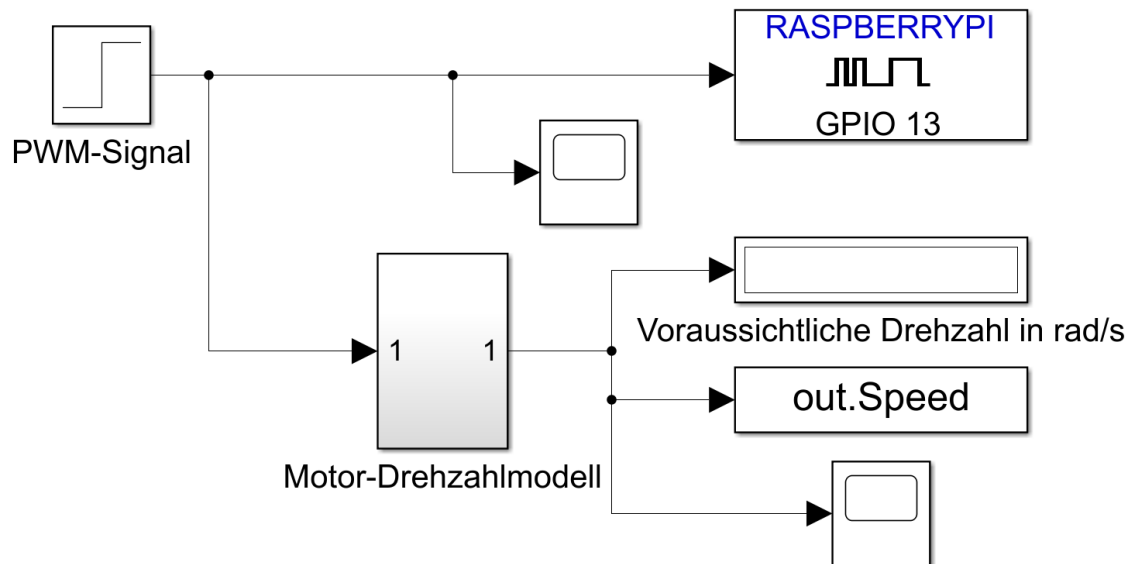 RASPBERRYPI
GPIO 13
PWM-Signal
Voraussichtliche Drehzahl in rad/s
1 1
out.Speed
Motor-Drehzahlmodell